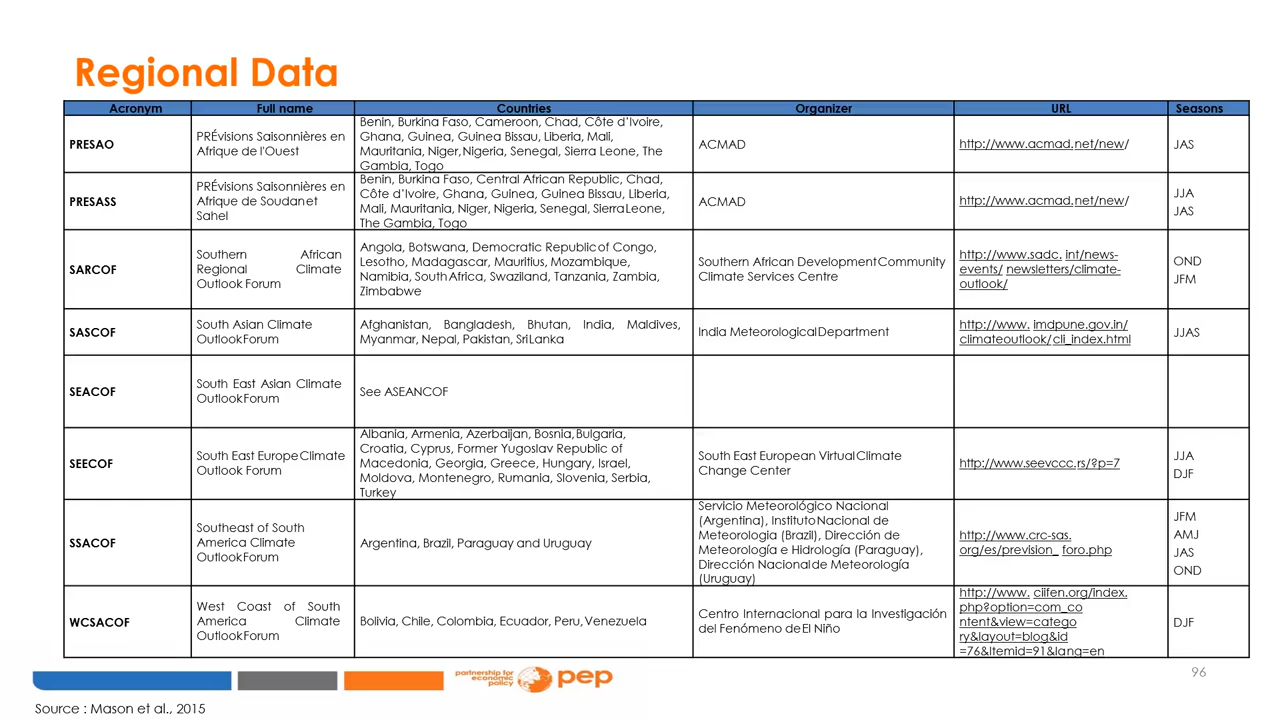 Regional Data
Acronym Full name Countries Organizer URL Seasons
PRESAO
PRÉvisions Saisonnières en
Afrique de l'Ouest
Benin, Burkina Faso, Cameroon, Chad, Côte d'Ivoire,
Ghana, Guinea, Guinea Bissau, Liberia, Mali,
Mauritania, Niger, Nigeria, Senegal, Sierra Leone, The
Gambia, Togo
ACMAD
http://www.acmad.net/new/
JAS
PRESASS
PRÉvisions Saisonnières en
Afrique de Soudanet
Sahel
Benin, Burkina Faso, Central African Republic, Chad,
Côte d'Ivoire, Ghana, Guinea, Guinea Bissau, Liberia,
Mali, Mauritania, Niger, Nigeria, Senegal, SierraLeone,
The Gambia, Togo
ACMAD
http://www.acmad.net/new/
JJA
JAS
SARCOF
Southern African
Regional Climate
Outlook Forum
Angola, Botswana, Democratic Republic of Congo,
Lesotho, Madagascar, Mauritius, Mozambique,
Namibia, South Africa, Swaziland, Tanzania, Zambia,
Zimbabwe
Southern African Development Community
Climate Services Centre
http://www.sadc. int/news-
events/ newsletters/climate-
outlook/
OND
JFM
SASCOF
South Asian Climate
OutlookForum
Afghanistan, Bangladesh, Bhutan, India, Maldives,
Myanmar, Nepal, Pakistan, SriLanka
India Meteorological Department
http://www. imdpune.gov.in/
climateoutlook/cli_index.html
JJAS
SEACOF
South East Asian Climate
OutlookForum
See ASEANCOF
SEECOF
South East Europe Climate
Outlook Forum
Albania, Armenia, Azerbaijan, Bosnia, Bulgaria,
Croatia, Cyprus, Former Yugoslav Republic of
Macedonia, Georgia, Greece, Hungary, Israel,
Moldova, Montenegro, Rumania, Slovenia, Serbia,
Turkey
South East European Virtual Climate
Change Center
http://www.seevccc.rs/?p=7
JJA
DJF
SSACOF
Southeast of South
America Climate
OutlookForum
Argentina, Brazil, Paraguay and Uruguay
Servicio Meteorológico Nacional
(Argentina), Instituto Nacional de
Meteorologia (Brazil), Dirección de
Meteorología e Hidrología (Paraguay),
Dirección Nacional de Meteorología
(Uruguay)
http://www.crc-sas.
org/es/prevision_ foro.php
JFM
AMJ
JAS
OND
WCSACOF
West Coast of South
America Climate
OutlookForum
Bolivia, Chile, Colombia, Ecuador, Peru, Venezuela
Centro Internacional para la Investigación
del Fenómeno de El Niño
http://www. ciifen.org/index.
php?option=com_co
ntent&view=catego
ry&layout=blog&id
=76&Itemid=91&lang=en
DJF
partnership for
economic
policy
pep
96
Source : Mason et al., 2015